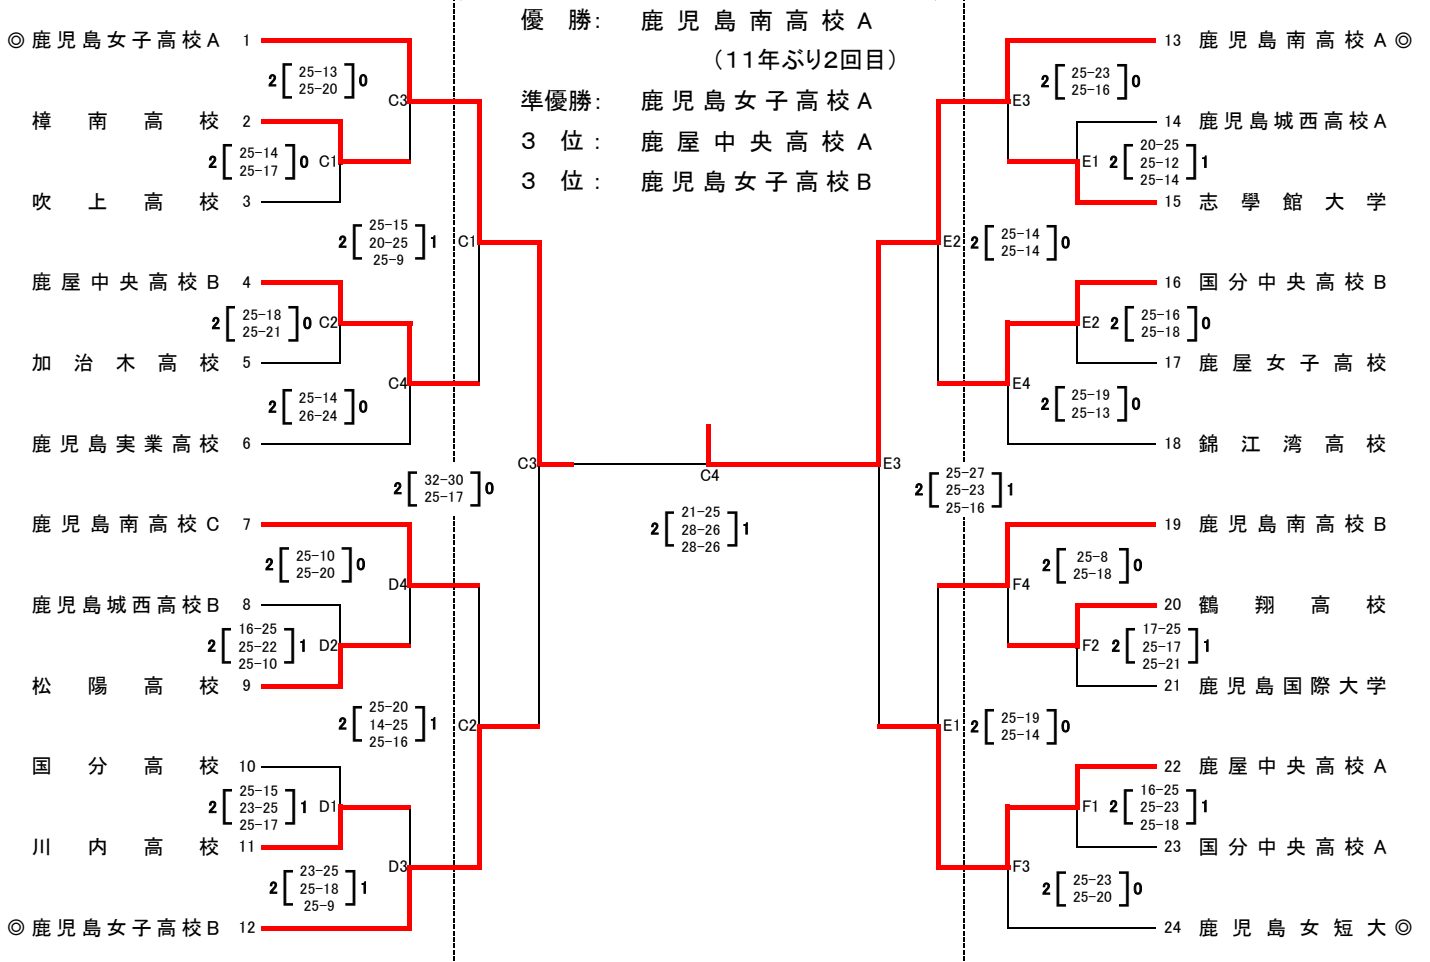 優勝: 鹿児島南高校A
(11年ぶり2回目)
準優勝: 鹿児島女子高校A
3位: 鹿屋中央高校A
3位: 鹿児島女子高校B
◎鹿児島女子高校A 1
2[25-13 25-20]0
C3
樟南高校 2
2[25-14 25-17]0
C1
吹上高校 3
2[25-15 20-25 25-9]1
C1
鹿屋中央高校B 4
2[25-18 25-21]0
C2
加治木高校 5
C4
2[25-14 26-24]0
鹿児島実業高校 6
C3
2[32-30 25-17]0
鹿児島南高校C 7
2[25-10 25-20]0
D4
鹿児島城西高校B 8
2[16-25 25-22 25-10]1
D2
松陽高校 9
2[25-20 14-25 25-16]1
C2
国分高校 10
2[25-15 23-25 25-17]1
D1
川内高校 11
D3
2[23-25 25-18 25-9]1
◎鹿児島女子高校B 12
C4
2[21-25 28-26 28-26]1
13 鹿児島南高校A◎
2[25-23 25-16]0
E3
14 鹿児島城西高校A
E1
2[20-25 25-12 25-14]1
15 志學館大学
E2
2[25-14 25-14]0
16 国分中央高校B
E2
2[25-16 25-18]0
17 鹿屋女子高校
E4
2[25-19 25-13]0
18 錦江湾高校
E3
2[25-27 25-23 25-16]1
19 鹿児島南高校B
2[25-8 25-18]0
F4
20 鶴翔高校
F2
2[17-25 25-17 25-21]1
21 鹿児島国際大学
E1
2[25-19 25-14]0
22 鹿屋中央高校A
F1
2[16-25 25-23 25-18]1
23 国分中央高校A
F3
2[25-23 25-20]0
24 鹿児島女短大◎